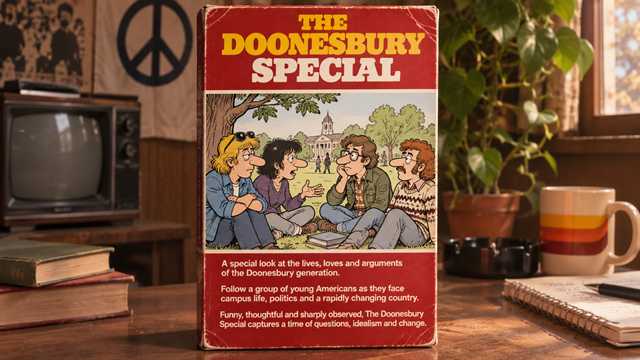 THE
DOONESBURY
SPECIAL
A special look at the lives, loves and arguments
of the Doonesbury generation.
Follow a group of young Americans as they face
campus life, politics and a rapidly changing country.
Funny, thoughtful and sharply observed, The Doonesbury
Special captures a time of questions, idealism and change.